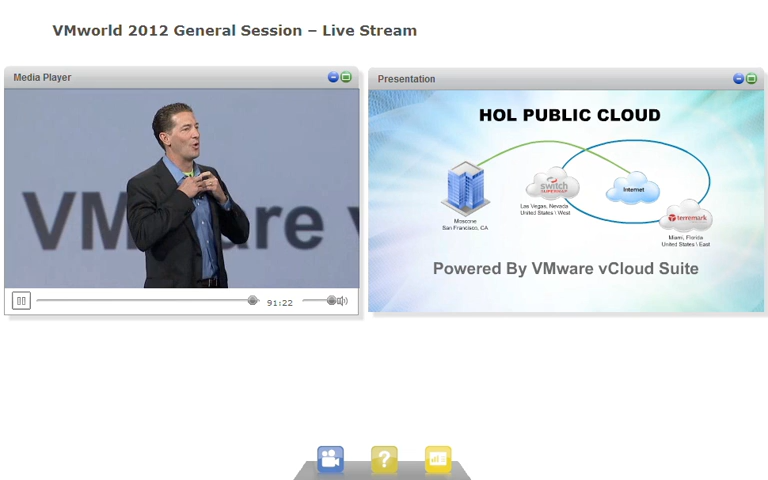 VMworld 2012 General Session – Live Stream
Media Player
VMware v
91:22
Presentation
HOL PUBLIC CLOUD
switch
SUPERNAP
Internet
terremark
Las Vegas, Nevada
United States \ West
Moscone
San Francisco, CA
Miami, Florida
United States \ East
Powered By VMware vCloud Suite
?